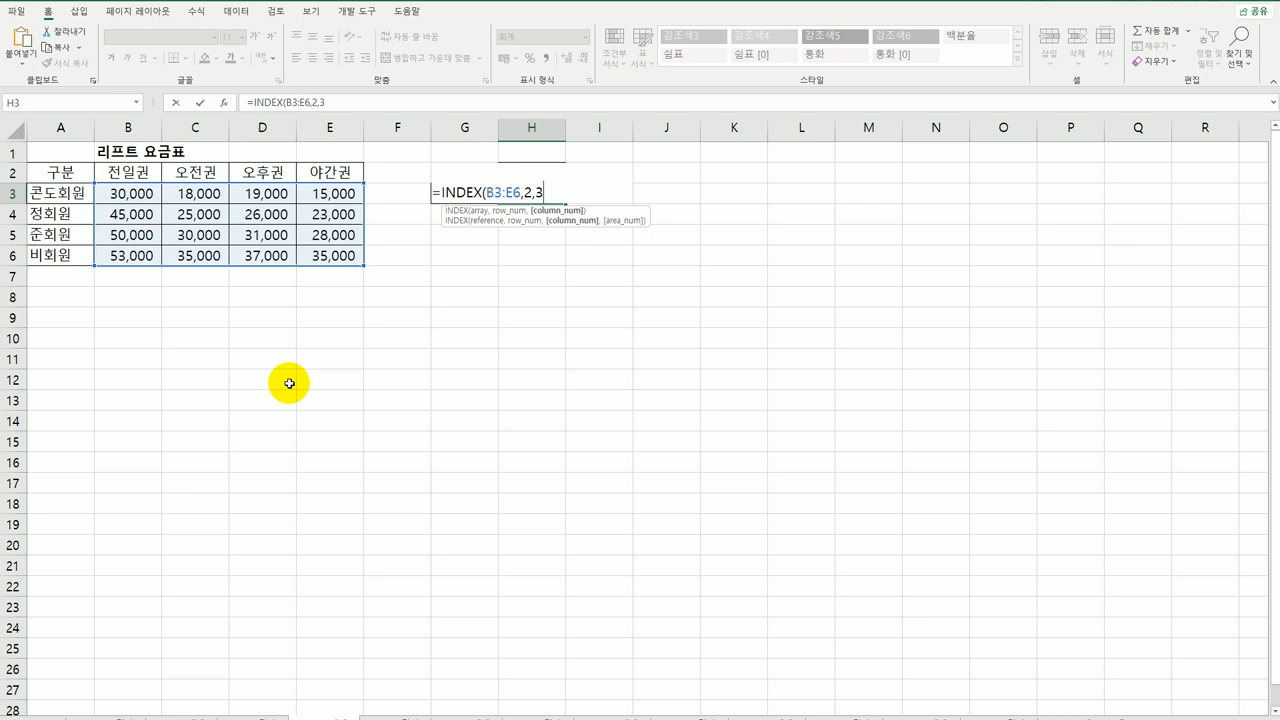 파일 홈 삽입 페이지 레이아웃 수식 데이터 검토 보기 개발 도구 도움말 공유
붙여넣기 잘라내기 복사 서식 복사
11 가 가 가 가 가 가
자동 줄 바꿈 병합하고 가운데 맞춤
회계 %
조건부 서식 표 서식
강조색3 강조색4 강조색5 강조색6 백분율
쉼표 쉼표 [0] 통화 통화 [0]
삽입 삭제 서식
자동 합계 채우기 지우기
정렬 및 필터 찾기 및 선택
클립보드 글꼴 맞춤 표시 형식 스타일 셀 편집
H3 fx =INDEX(B3:E6,2,3
A B C D E F G H I J K L M N O P Q R
1 리프트 요금표
2 구분 전일권 오전권 오후권 야간권
3 콘도회원 30,000 18,000 19,000 15,000 =INDEX(B3:E6,2,3
INDEX(array, row_num, [column_num])
4 정회원 45,000 25,000 26,000 23,000
INDEX(reference, row_num, [column_num], [area_num])
5 준회원 50,000 30,000 31,000 28,000
6 비회원 53,000 35,000 37,000 35,000
7
8
9
10
11
12
13
14
15
16
17
18
19
20
21
22
23
24
25
26
27
28